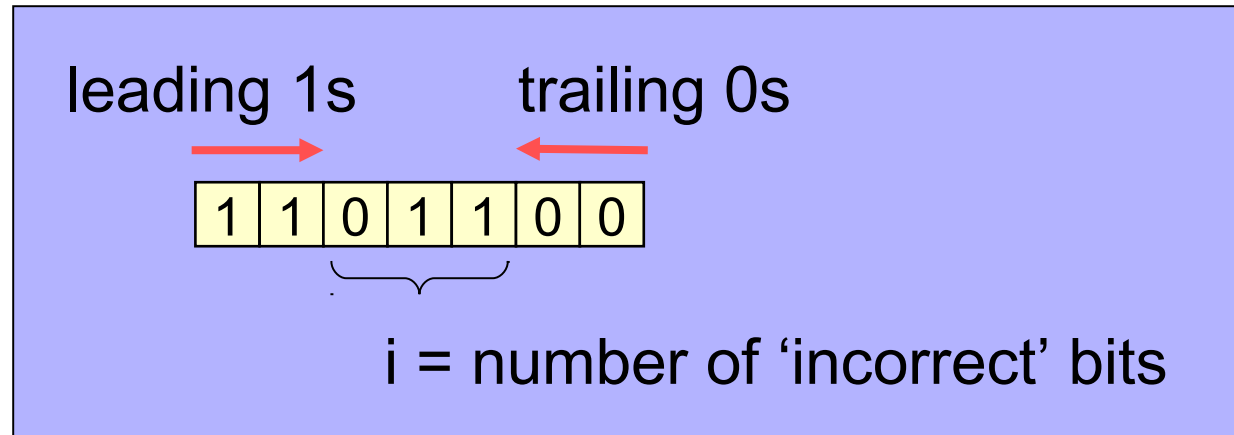 leading 1s trailing 0s
1 1 0 1 1 0 0
i = number of ‘incorrect’ bits